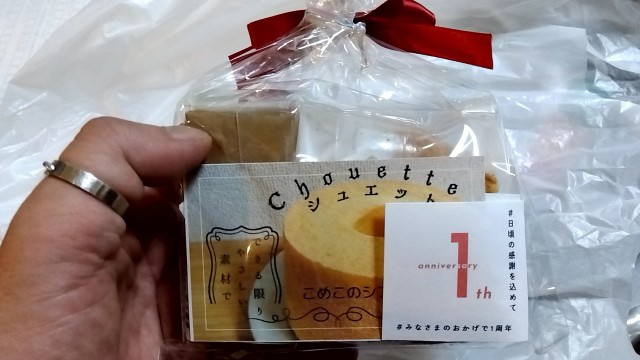 Chouette
シュエット
できる限り
やさしい
素材で
こめこのシフ
#日頃の感謝を込めて
1th
anniversary
#みなさまのおかげで1周年